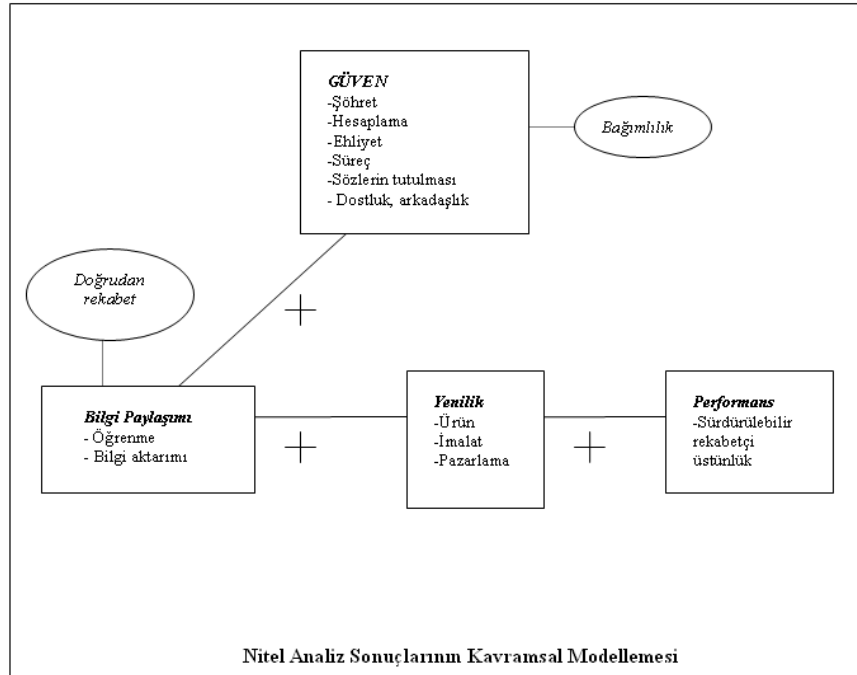 GÜVEN
-Şöhret
-Hesaplama
-Ehliyet
-Süreç
-Sözlerin tutulması
- Dostluk, arkadaşlık
Bağımlılık
Doğrudan
rekabet
Bilgi Paylaşımı
- Öğrenme
- Bilgi aktarımı
Yenilik
-Ürün
-İmalat
-Pazarlama
Performans
-Sürdürülebilir
rekabetçi
üstünlük
Nitel Analiz Sonuçlarının Kavramsal Modellemesi